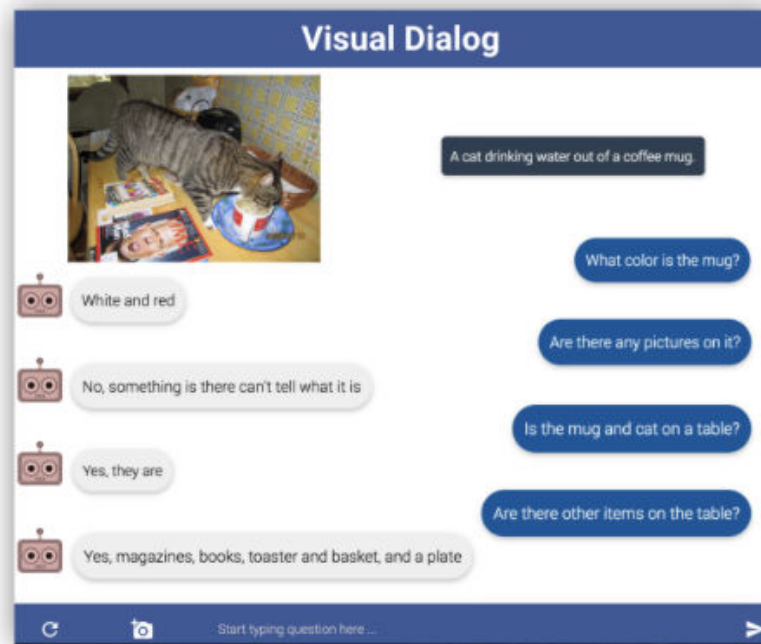 Visual Dialog
A cat drinking water out of a coffee mug.
What color is the mug?
White and red
Are there any pictures on it?
No, something is there can't tell what it is
Is the mug and cat on a table?
Yes, they are
Are there other items on the table?
Yes, magazines, books, toaster and basket, and a plate
Start typing question here ...